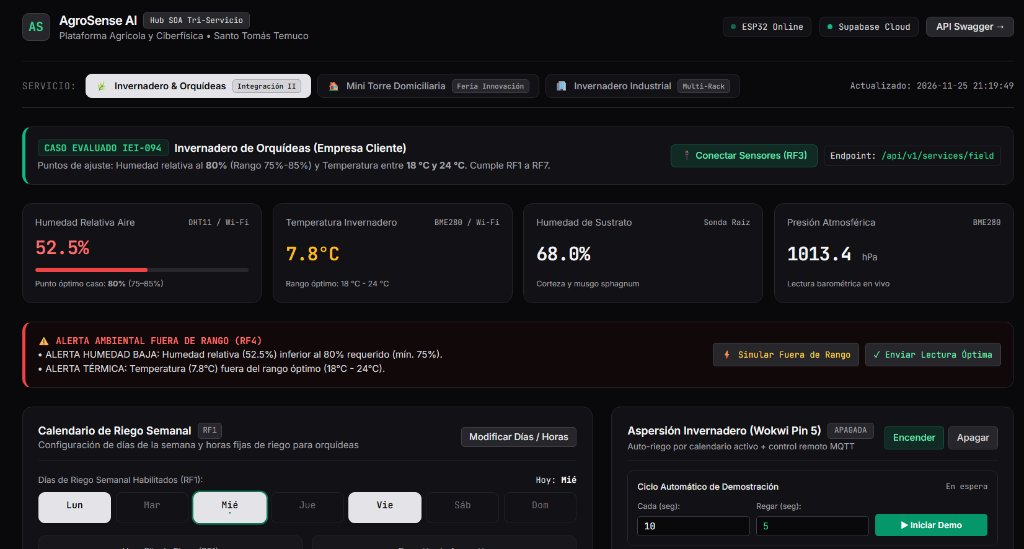 AS
AgroSense AI Hub SOA Tri-Servicio
Plataforma Agrícola y Ciberfísica • Santo Tomás Temuco
ESP32 Online
Supabase Cloud
API Swagger →
SERVICIO:
Invernadero & Orquídeas Integración II
Mini Torre Domiciliaria Feria Innovación
Invernadero Industrial Multi-Rack
Actualizado: 2026-11-25 21:19:49
CASO EVALUADO IEI-094 Invernadero de Orquídeas (Empresa Cliente)
Puntos de ajuste: Humedad relativa al 80% (Rango 75%-85%) y Temperatura entre 18 °C y 24 °C. Cumple RF1 a RF7.
Conectar Sensores (RF3)
Endpoint: /api/v1/services/field
Humedad Relativa Aire DHT11 / Wi-Fi
52.5%
Punto óptimo caso: 80% (75–85%)
Temperatura Invernadero BME280 / Wi-Fi
7.8°C
Rango óptimo: 18 °C - 24 °C
Humedad de Sustrato Sonda Raíz
68.0%
Corteza y musgo sphagnum
Presión Atmosférica BME280
1013.4 hPa
Lectura barométrica en vivo
ALERTA AMBIENTAL FUERA DE RANGO (RF4)
• ALERTA HUMEDAD BAJA: Humedad relativa (52.5%) inferior al 80% requerido (mín. 75%).
• ALERTA TÉRMICA: Temperatura (7.8°C) fuera del rango óptimo (18°C - 24°C).
Simular Fuera de Rango
✓ Enviar Lectura Óptima
Calendario de Riego Semanal RF1
Configuración de días de la semana y horas fijas de riego para orquídeas
Modificar Días / Horas
Días de Riego Semanal Habilitados (RF1):
Hoy: Mié
Lun
Mar
Mié
Jue
Vie
Sáb
Dom
Aspersión Invernadero (Wokwi Pin 5) APAGADA
Auto-riego por calendario activo + control remoto MQTT
Encender
Apagar
Ciclo Automático de Demostración
En espera
Cada (seg):
Regar (seg):
10
5
▶ Iniciar Demo